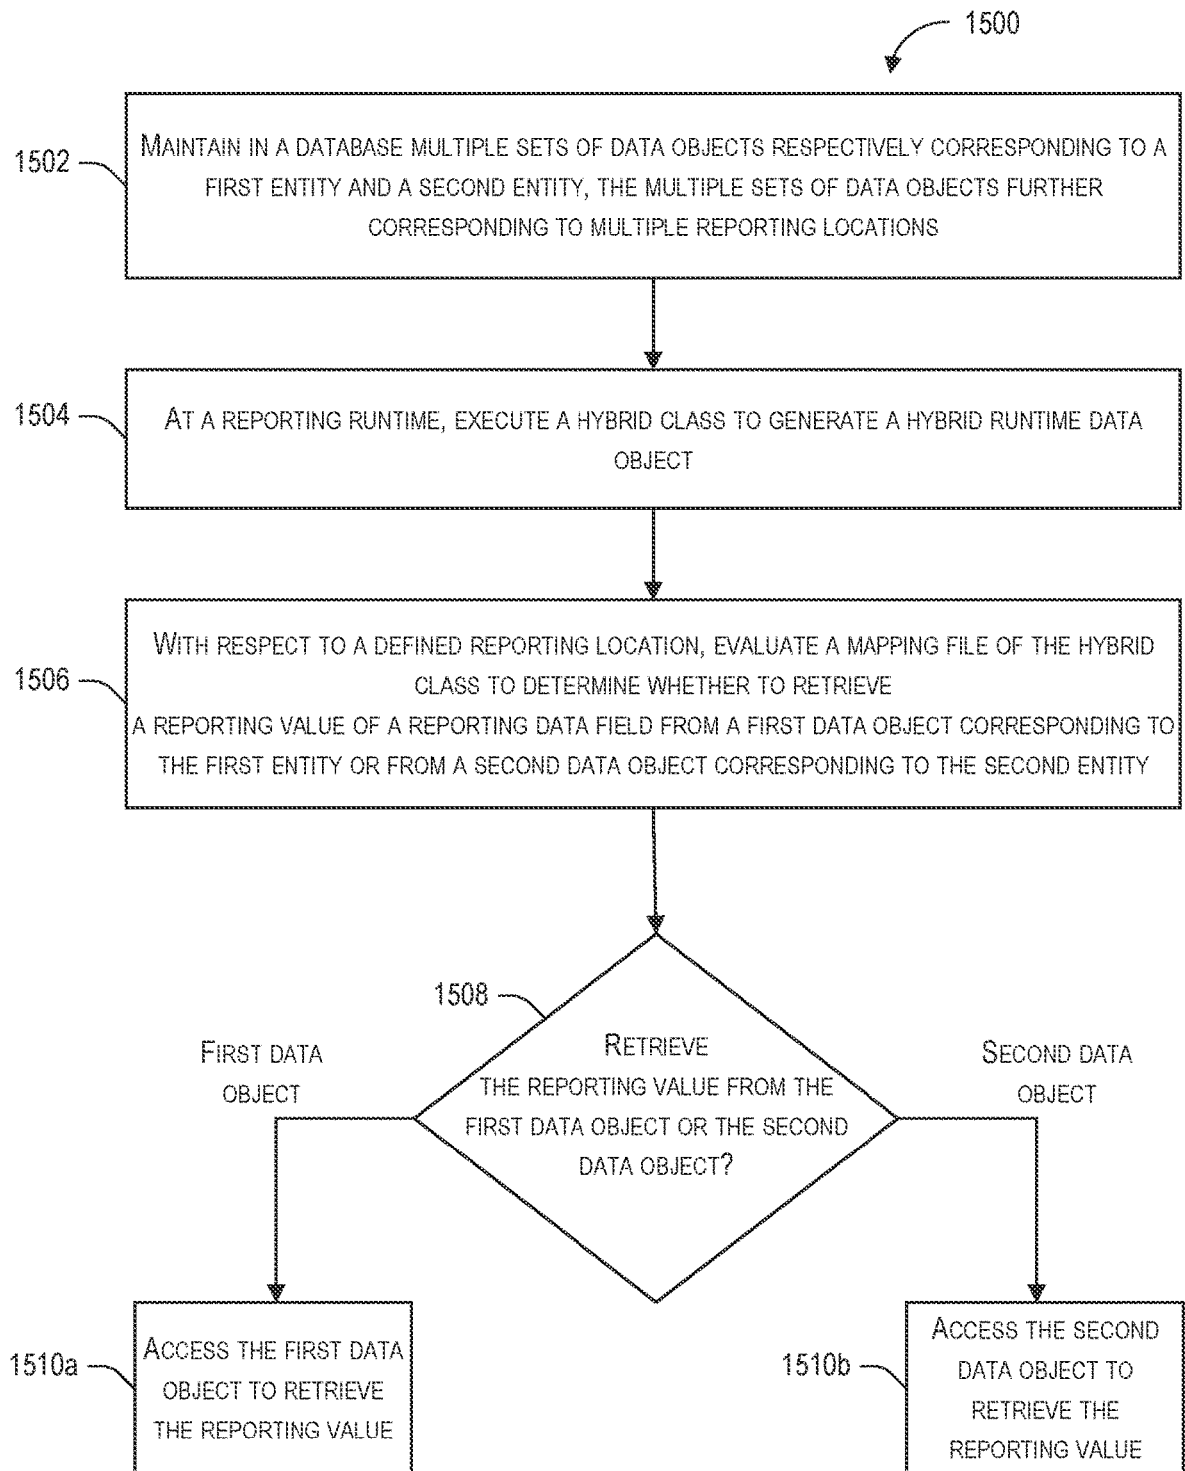 1500
1502
MAINTAIN IN A DATABASE MULTIPLE SETS OF DATA OBJECTS RESPECTIVELY CORRESPONDING TO A
FIRST ENTITY AND A SECOND ENTITY, THE MULTIPLE SETS OF DATA OBJECTS FURTHER
CORRESPONDING TO MULTIPLE REPORTING LOCATIONS
1504
AT A REPORTING RUNTIME, EXECUTE A HYBRID CLASS TO GENERATE A HYBRID RUNTIME DATA
OBJECT
1506
WITH RESPECT TO A DEFINED REPORTING LOCATION, EVALUATE A MAPPING FILE OF THE HYBRID
CLASS TO DETERMINE WHETHER TO RETRIEVE
A REPORTING VALUE OF A REPORTING DATA FIELD FROM A FIRST DATA OBJECT CORRESPONDING TO
THE FIRST ENTITY OR FROM A SECOND DATA OBJECT CORRESPONDING TO THE SECOND ENTITY
1508
RETRIEVE
THE REPORTING VALUE FROM THE
FIRST DATA OBJECT OR THE SECOND
DATA OBJECT?
FIRST DATA
OBJECT
SECOND DATA
OBJECT
1510a
ACCESS THE FIRST DATA
OBJECT TO RETRIEVE
THE REPORTING VALUE
1510b
ACCESS THE SECOND
DATA OBJECT TO
RETRIEVE THE
REPORTING VALUE